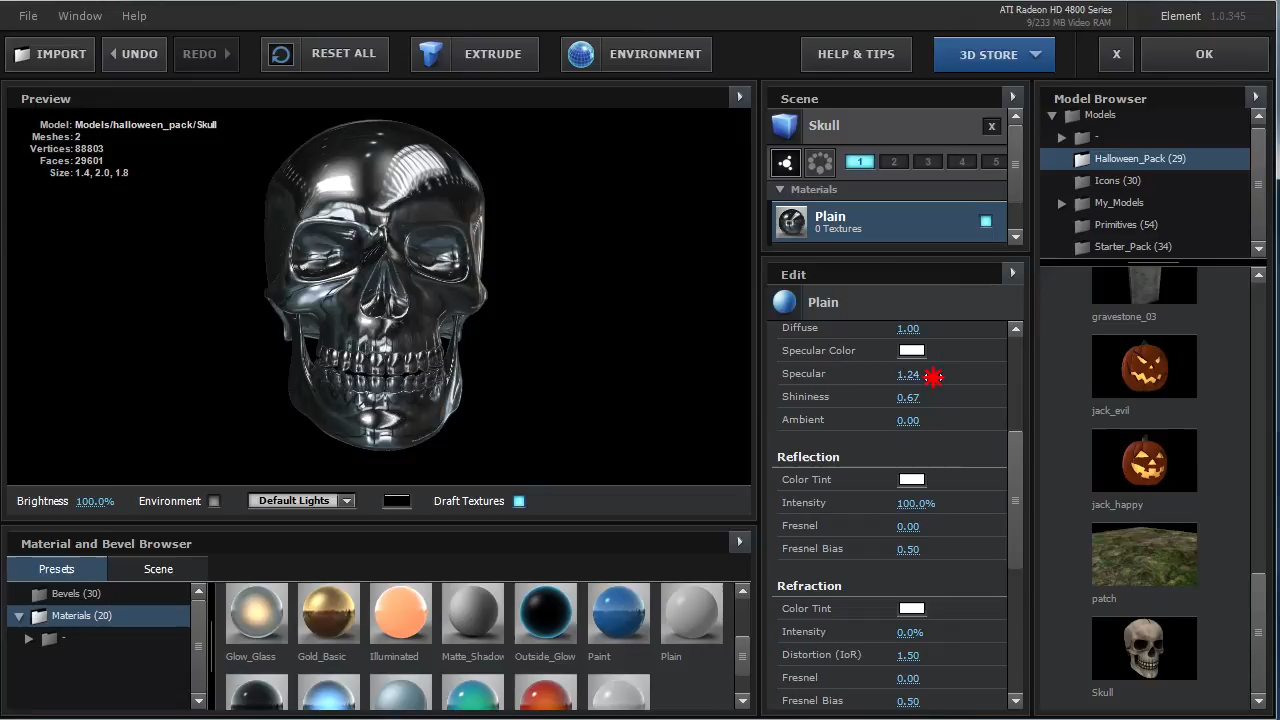 File Window Help
ATI Radeon HD 4800 Series
9/233 MB Video RAM
Element 1.0.345
IMPORT UNDO REDO RESET ALL EXTRUDE ENVIRONMENT HELP & TIPS 3D STORE X OK
Preview
Model: Models/halloween_pack/Skull
Meshes: 2
Vertices: 88803
Faces: 29601
Size: 1.4, 2.0, 1.8
Brightness 100.0% Environment Default Lights Draft Textures
Material and Bevel Browser
Presets Scene
Bevels (30)
Materials (20)
-
Glow_Glass Gold_Basic Illuminated Matte_Shadow Outside_Glow Paint Plain
Scene
Skull X
1 2 3 4 5
Materials
Plain
0 Textures
Edit
Plain
Diffuse 1.00
Specular Color
Specular 1.24
Shininess 0.67
Ambient 0.00
Reflection
Color Tint
Intensity 100.0%
Fresnel 0.00
Fresnel Bias 0.50
Refraction
Color Tint
Intensity 0.0%
Distortion (IoR) 1.50
Fresnel 0.00
Fresnel Bias 0.50
Model Browser
Models
-
Halloween_Pack (29)
Icons (30)
My_Models
Primitives (54)
Starter_Pack (34)
gravestone_03
jack_evil
jack_happy
patch
Skull